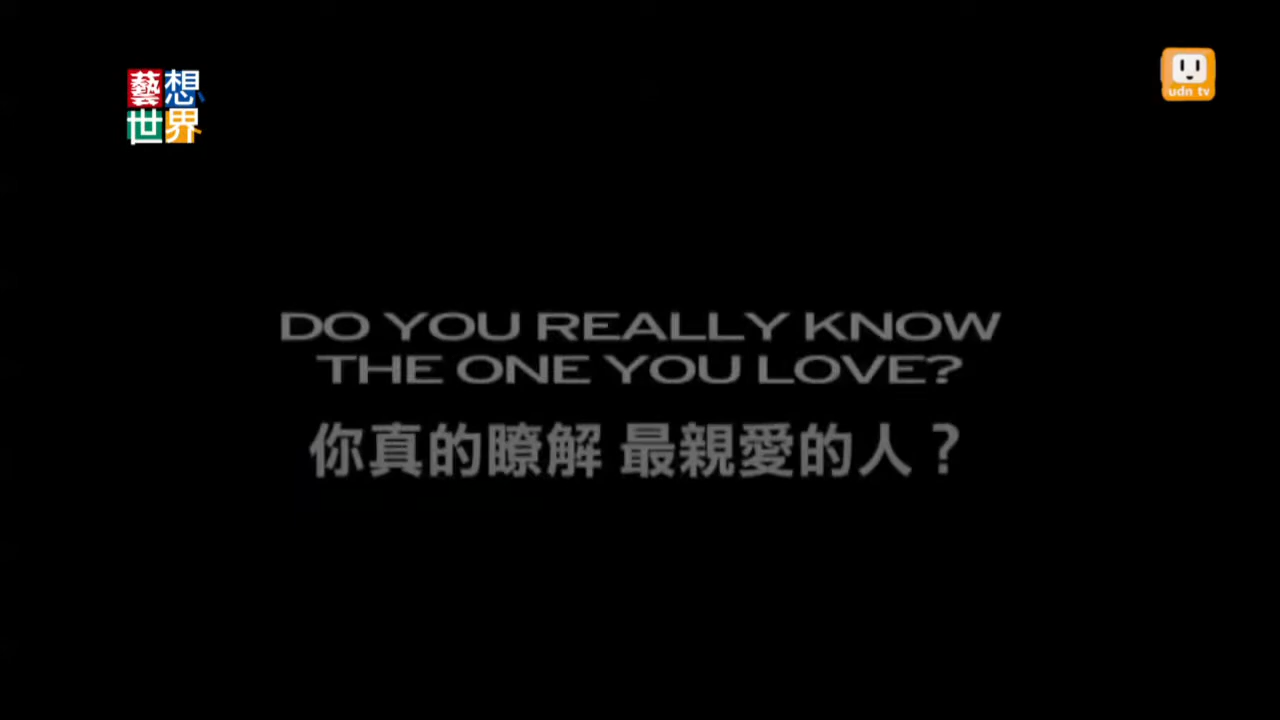 藝想
世界
udn tv
DO YOU REALLY KNOW
THE ONE YOU LOVE?
你真的瞭解 最親愛的人？